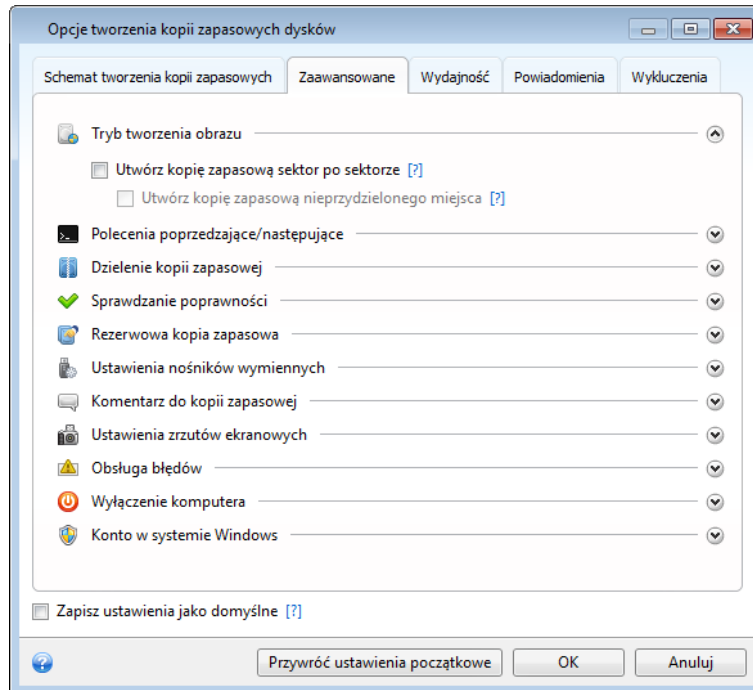 Opcje tworzenia kopii zapasowych dysków
Schemat tworzenia kopii zapasowych Zaawansowane Wydajność Powiadomienia Wykluczenia
Tryb tworzenia obrazu
Utwórz kopię zapasową sektor po sektorze [?]
Utwórz kopię zapasową nieprzydzielonego miejsca [?]
Polecenia poprzedzające/następujące
Dzielenie kopii zapasowej
Sprawdzanie poprawności
Rezerwowa kopia zapasowa
Ustawienia nośników wymiennych
Komentarz do kopii zapasowej
Ustawienia zrzutów ekranowych
Obsługa błędów
Wyłączenie komputera
Konto w systemie Windows
Zapisz ustawienia jako domyślne [?]
Przywróć ustawienia początkowe OK Anuluj